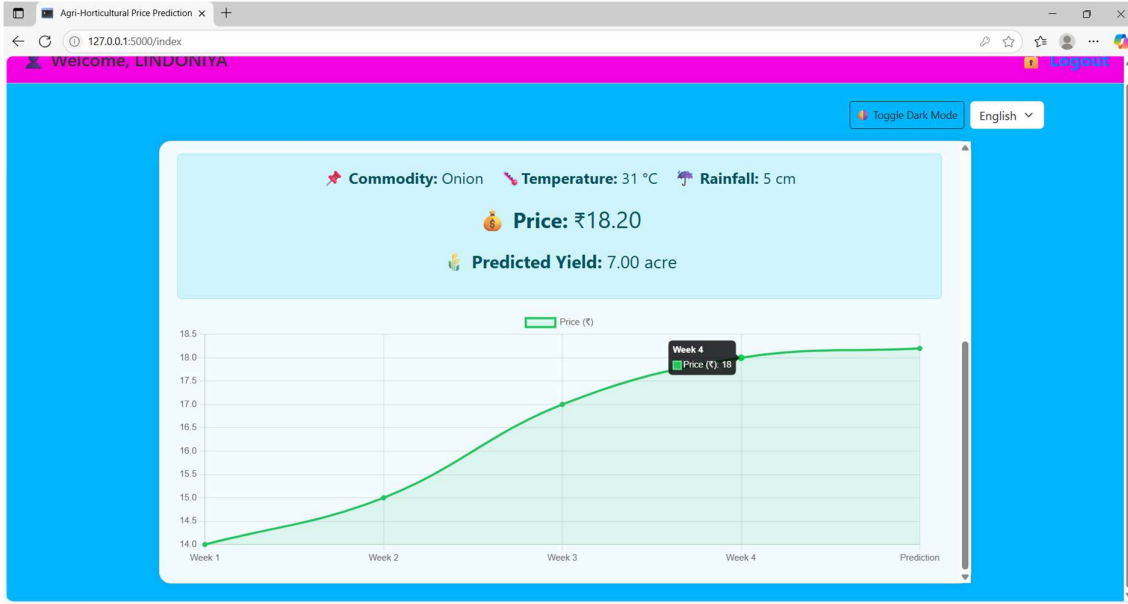 Agri-Horticultural Price Prediction
127.0.0.1:5000/index
Welcome, LINDONIYA
Logout
Toggle Dark Mode
English
Commodity: Onion Temperature: 31 °C Rainfall: 5 cm
Price: ₹18.20
Predicted Yield: 7.00 acre
Price (₹)
18.5
18.0
17.5
17.0
16.5
16.0
15.5
15.0
14.5
14.0
Week 4
Price (₹): 18
Week 1 Week 2 Week 3 Week 4 Prediction